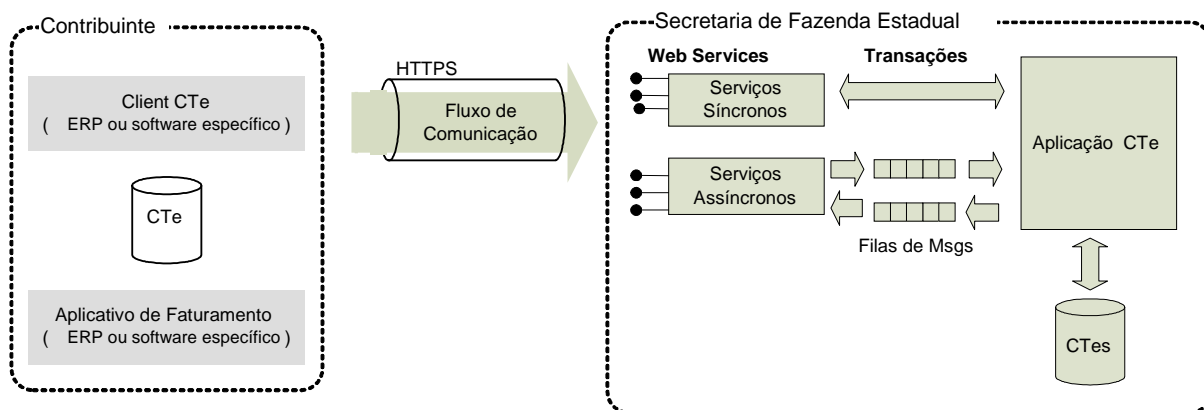 Contribuinte
Client CTe
( ERP ou software específico )
CTe
Aplicativo de Faturamento
( ERP ou software específico )
HTTPS
Fluxo de
Comunicação
Secretaria de Fazenda Estadual
Web Services
Transações
Serviços
Síncronos
Serviços
Assíncronos
Filas de Msgs
Aplicação CTe
CTes